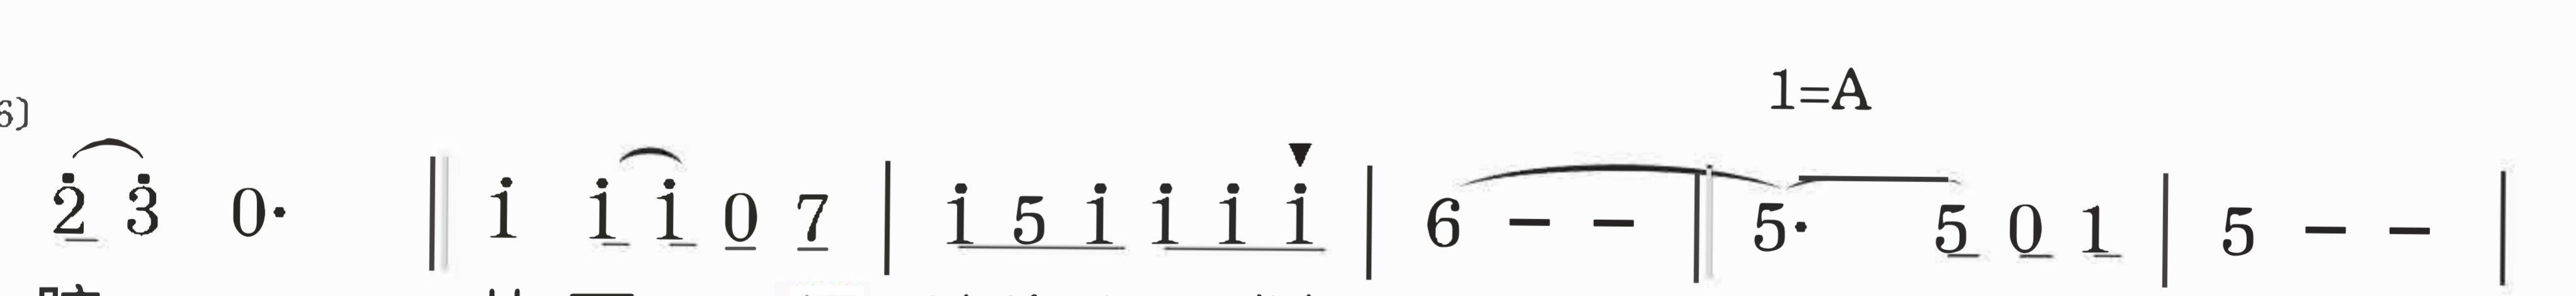 1=A
6〕
2̇ 3̇ 0· ‖ 1̇ 1̇ 1̇ 0 7 | 1̇ 5 1̇ 1̇ 1̇ 1̇ | 6 – – ‖ 5· 5 0 1 | 5 – – |